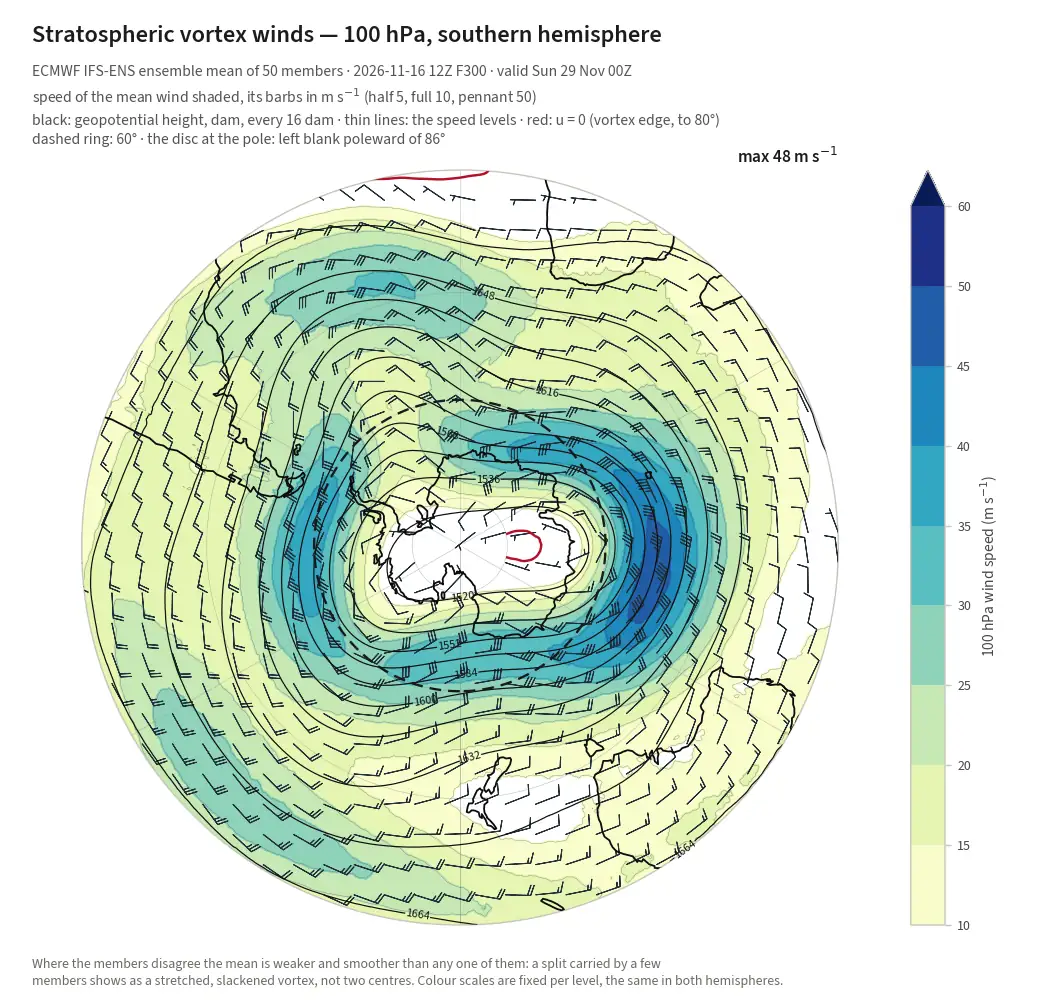 Stratospheric vortex winds — 100 hPa, southern hemisphere
ECMWF IFS-ENS ensemble mean of 50 members · 2026-11-16 12Z F300 · valid Sun 29 Nov 00Z
speed of the mean wind shaded, its barbs in m s⁻¹ (half 5, full 10, pennant 50)
black: geopotential height, dam, every 16 dam · thin lines: the speed levels · red: u = 0 (vortex edge, to 80°)
dashed ring: 60° · the disc at the pole: left blank poleward of 86°
max 48 m s⁻¹
60
50
45
40
35
30
25
20
15
10
100 hPa wind speed (m s⁻¹)
1648
1616
1536
1520
1584
1632
1664
1664
Where the members disagree the mean is weaker and smoother than any one of them: a split carried by a few
members shows as a stretched, slackened vortex, not two centres. Colour scales are fixed per level, the same in both hemispheres.